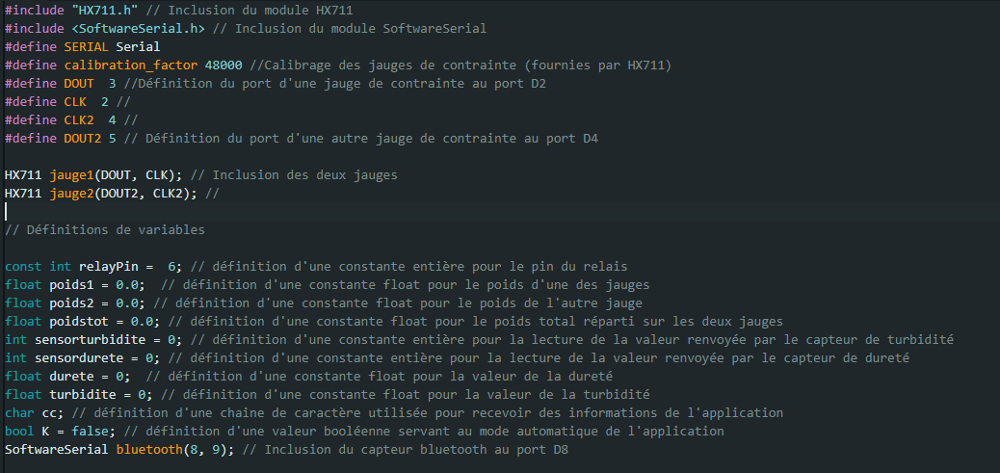 #include "HX711.h" // Inclusion du module HX711
#include <SoftwareSerial.h> // Inclusion du module SoftwareSerial
#define SERIAL Serial
#define calibration_factor 48000 //Calibrage des jauges de contrainte (fournies par HX711)
#define DOUT  3 //Définition du port d'une jauge de contrainte au port D2
#define CLK  2 //
#define CLK2  4 //
#define DOUT2 5 // Définition du port d'une autre jauge de contrainte au port D4
HX711 jauge1(DOUT, CLK); // Inclusion des deux jauges
HX711 jauge2(DOUT2, CLK2); //
// Définitions de variables
const int relayPin =  6; // définition d'une constante entière pour le pin du relais
float poids1 = 0.0;  // définition d'une constante float pour le poids d'une des jauges
float poids2 = 0.0; // définition d'une constante float pour le poids de l'autre jauge
float poidstot = 0.0; // définition d'une constante float pour le poids total réparti sur les deux jauges
int sensorturbidite = 0; // définition d'une constante entière pour la lecture de la valeur renvoyée par le capteur de turbidité
int sensordurete = 0; // définition d'une constante entière pour la lecture de la valeur renvoyée par le capteur de dureté
float durete = 0;  // définition d'une constante float pour la valeur de la dureté
float turbidite = 0; // définition d'une constante float pour la valeur de la turbidité
char cc; // définition d'une chaine de caractère utilisée pour recevoir des informations de l'application
bool K = false; // définition d'une valeur booléenne servant au mode automatique de l'application
SoftwareSerial bluetooth(8, 9); // Inclusion du capteur bluetooth au port D8